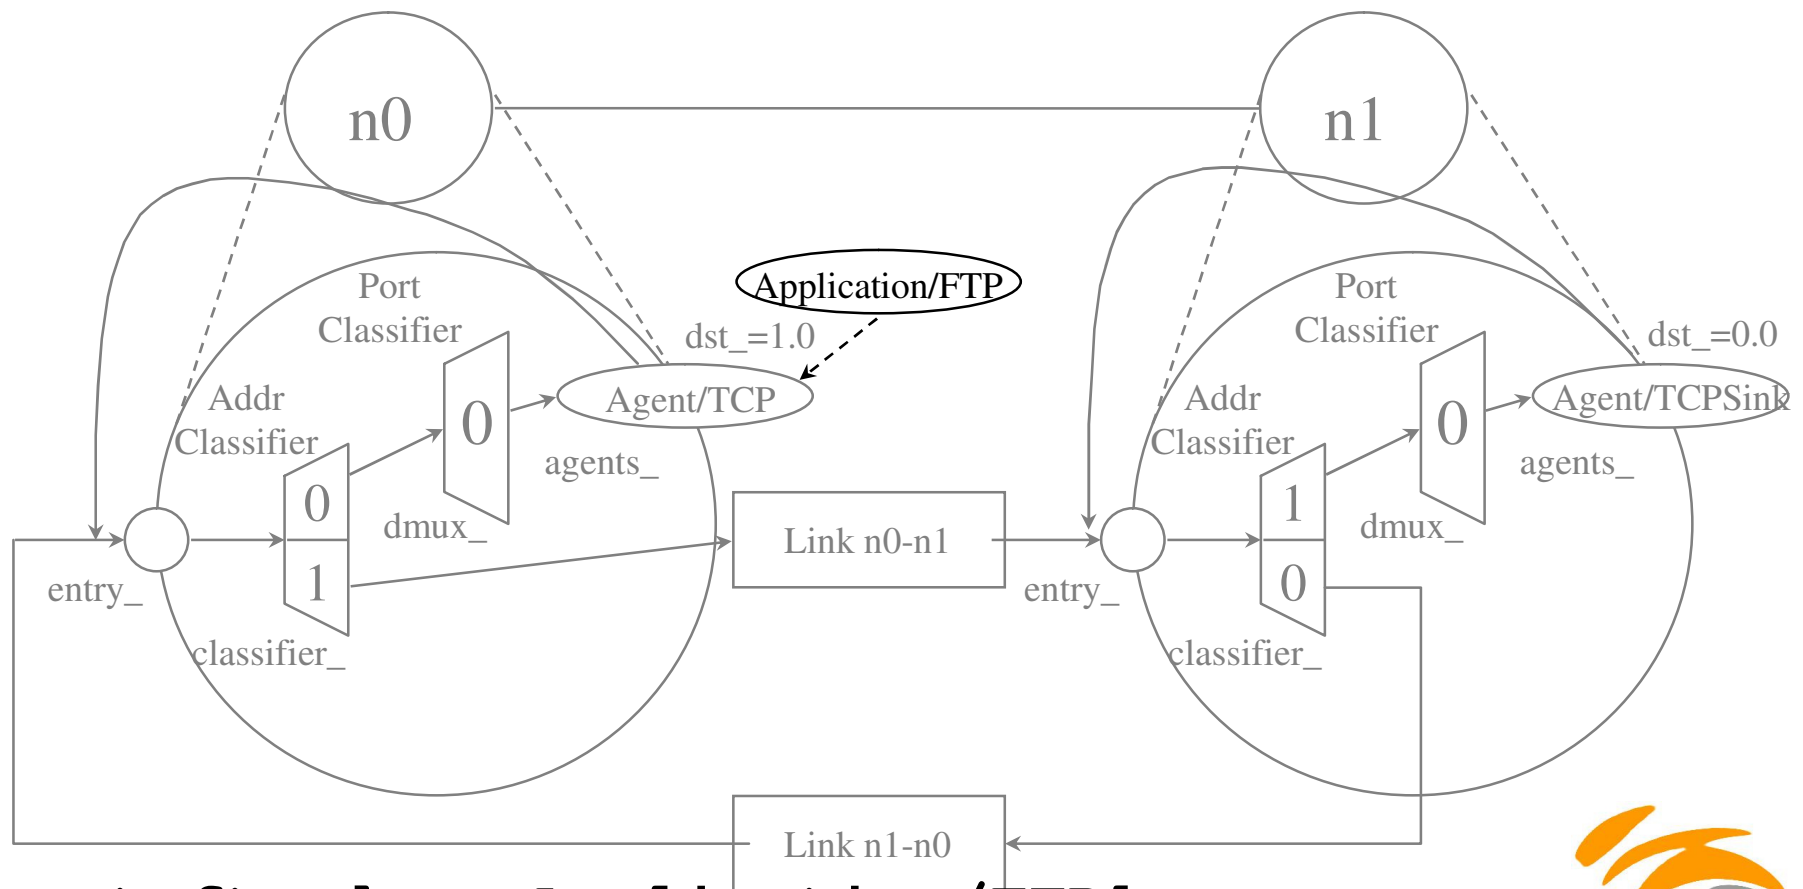 n0
n1
Application/FTP
Port
Classifier
dst_=1.0
Agent/TCP
0
Addr
Classifier
agents_
0
dmux_
1
entry_
classifier_
Link n0-n1
Port
Classifier
dst_=0.0
Agent/TCPSink
0
Addr
Classifier
agents_
1
dmux_
0
entry_
classifier_
Link n1-n0